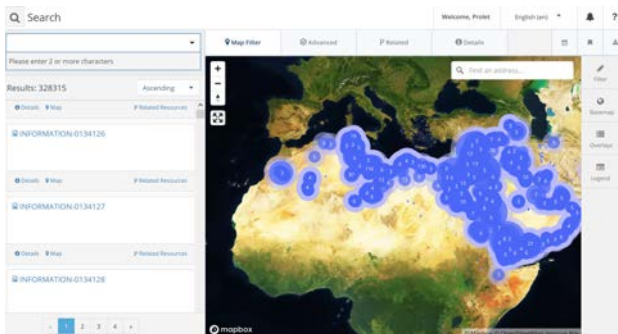 Search
Welcome, Prolet
English (en)
?
Please enter 2 or more characters
Map Filter
Advanced
Related
Details
Results: 328315
Ascending
Find an address...
Filter
Details Map Related Resources
INFORMATION-0134126
Basemap
Overlays
Details Map Related Resources
Legend
INFORMATION-0134127
Details Map Related Resources
INFORMATION-0134128
« 1 2 3 4 »
mapbox